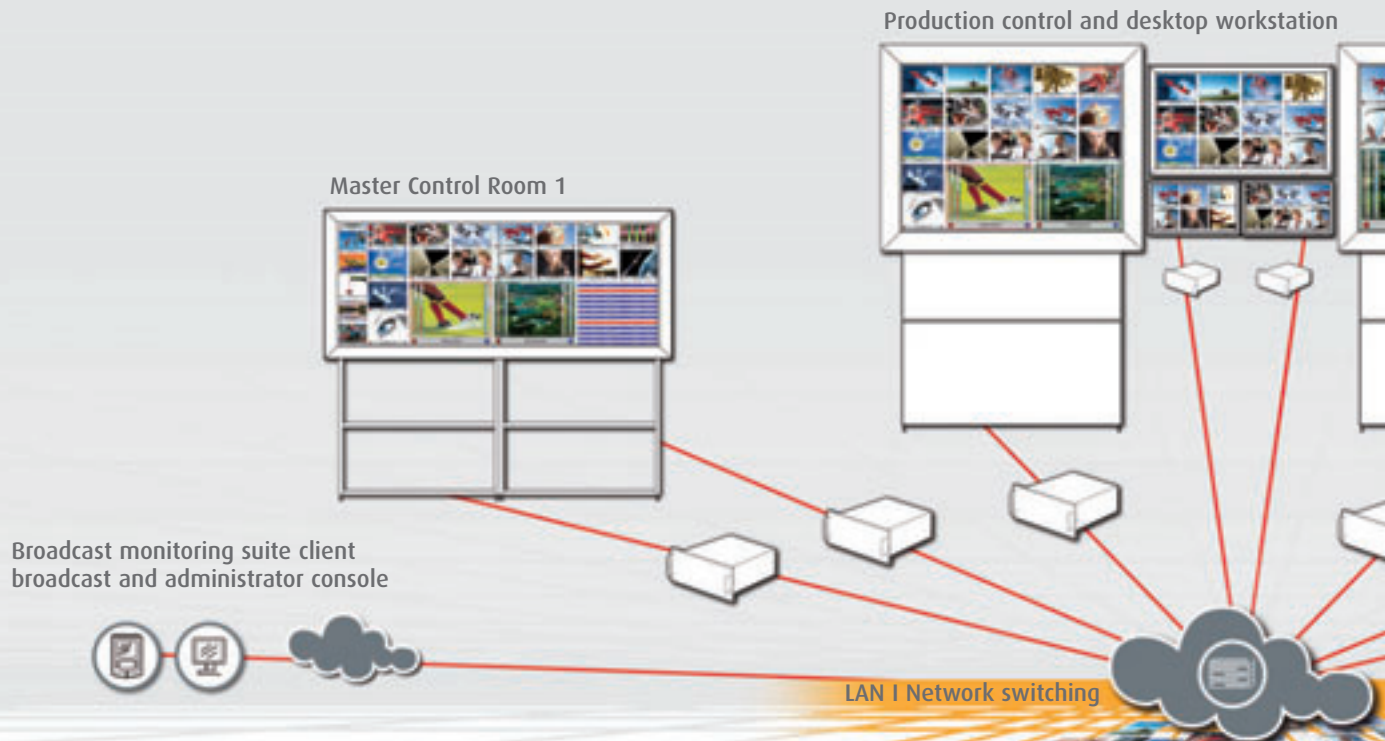 Production control and desktop workstation
Master Control Room 1
Broadcast monitoring suite client
broadcast and administrator console
LAN I Network switching